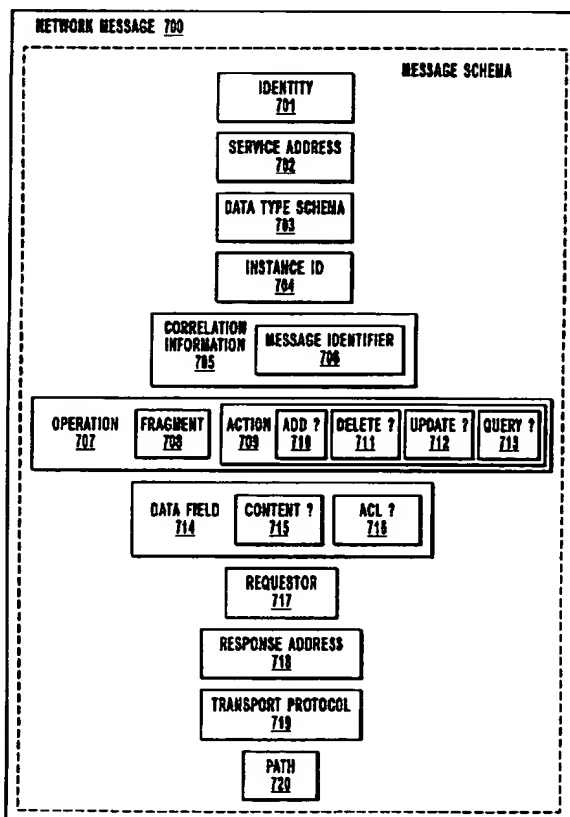 NETWORK MESSAGE 700
MESSAGE SCHEMA
IDENTITY
701
SERVICE ADDRESS
702
DATA TYPE SCHEMA
703
INSTANCE ID
704
CORRELATION
INFORMATION
705
MESSAGE IDENTIFIER
706
OPERATION
707
FRAGMENT
708
ACTION
709
ADD ?
710
DELETE ?
711
UPDATE ?
712
QUERY ?
713
DATA FIELD
714
CONTENT ?
715
ACL ?
716
REQUESTOR
717
RESPONSE ADDRESS
718
TRANSPORT PROTOCOL
719
PATH
720